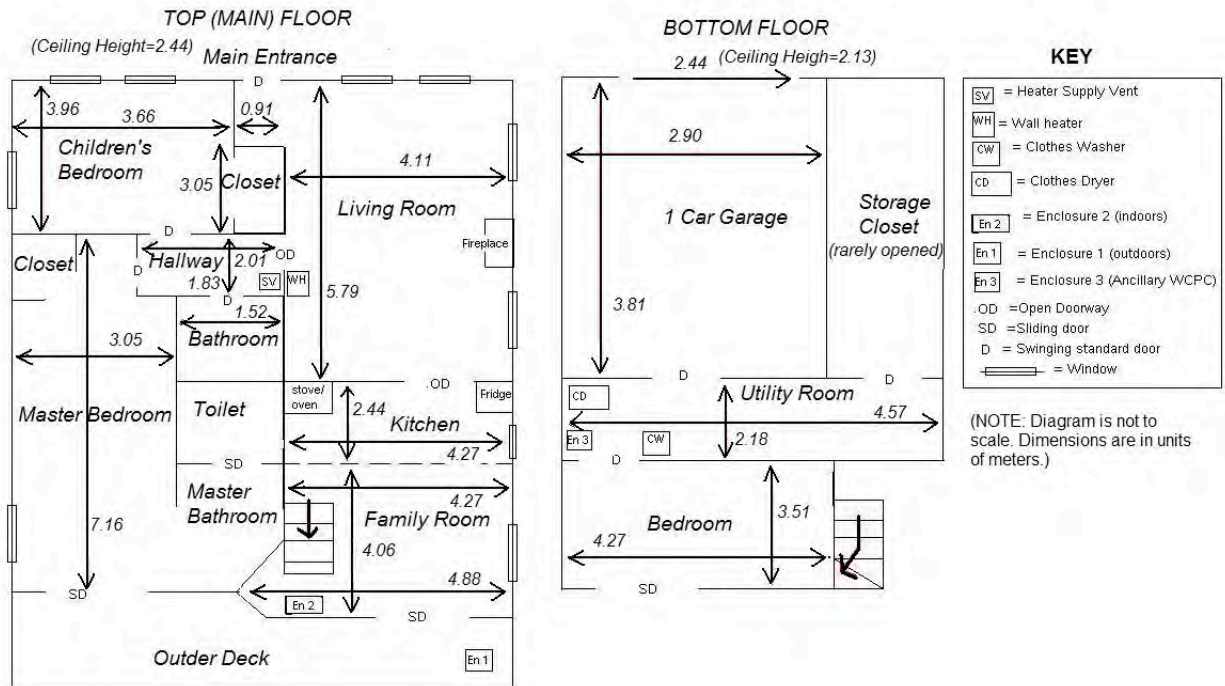 TOP (MAIN) FLOOR
(Ceiling Height=2.44)
Main Entrance
D
3.96
3.66
0.91
Children's
Bedroom
3.05
Closet
4.11
Living Room
Fireplace
D
Closet
D
Hallway
OD
2.01
1.83
SV
WH
D
5.79
1.52
Bathroom
3.05
Master Bedroom
Toilet
stove/
oven
.OD
Fridge
2.44
Kitchen
4.27
SD
Master
Bathroom
4.27
Family Room
7.16
4.06
4.88
SD
En 2
SD
Outder Deck
En 1
BOTTOM FLOOR
(Ceiling Heigh=2.13)
2.44
2.90
1 Car Garage
Storage
Closet
(rarely opened)
3.81
D
D
Utility Room
CD
4.57
En 3
CW
2.18
D
Bedroom
3.51
4.27
SD
KEY
SV = Heater Supply Vent
WH = Wall heater
CW = Clothes Washer
CD = Clothes Dryer
En 2 = Enclosure 2 (indoors)
En 1 = Enclosure 1 (outdoors)
En 3 = Enclosure 3 (Ancillary WCPC)
.OD =Open Doorway
SD =Sliding door
D = Swinging standard door
= Window
(NOTE: Diagram is not to
scale. Dimensions are in units
of meters.)